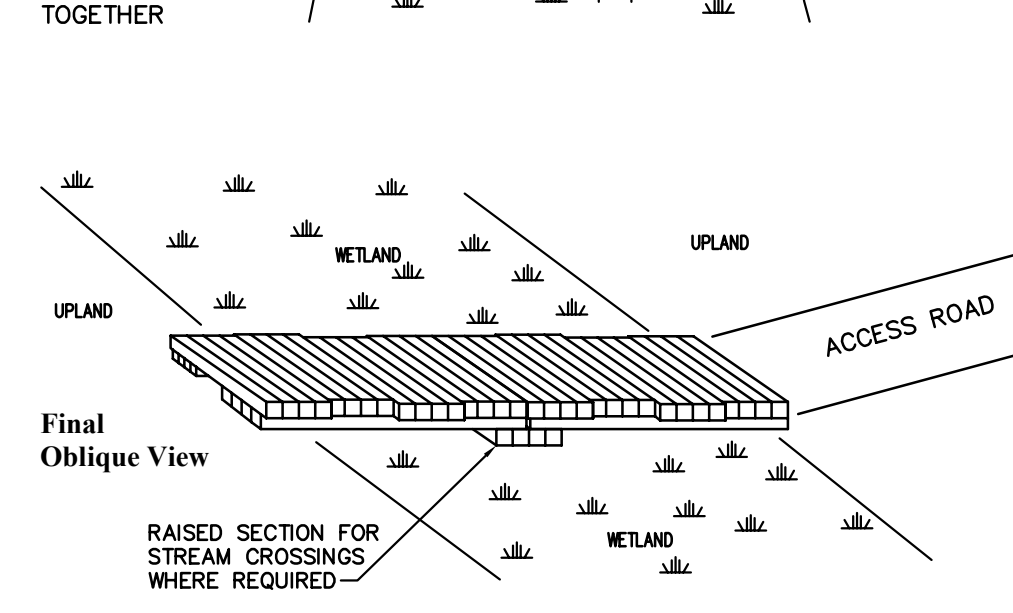 TOGETHER
WETLAND
UPLAND
UPLAND
ACCESS ROAD
Final
Oblique View
RAISED SECTION FOR
STREAM CROSSINGS
WHERE REQUIRED
WETLAND